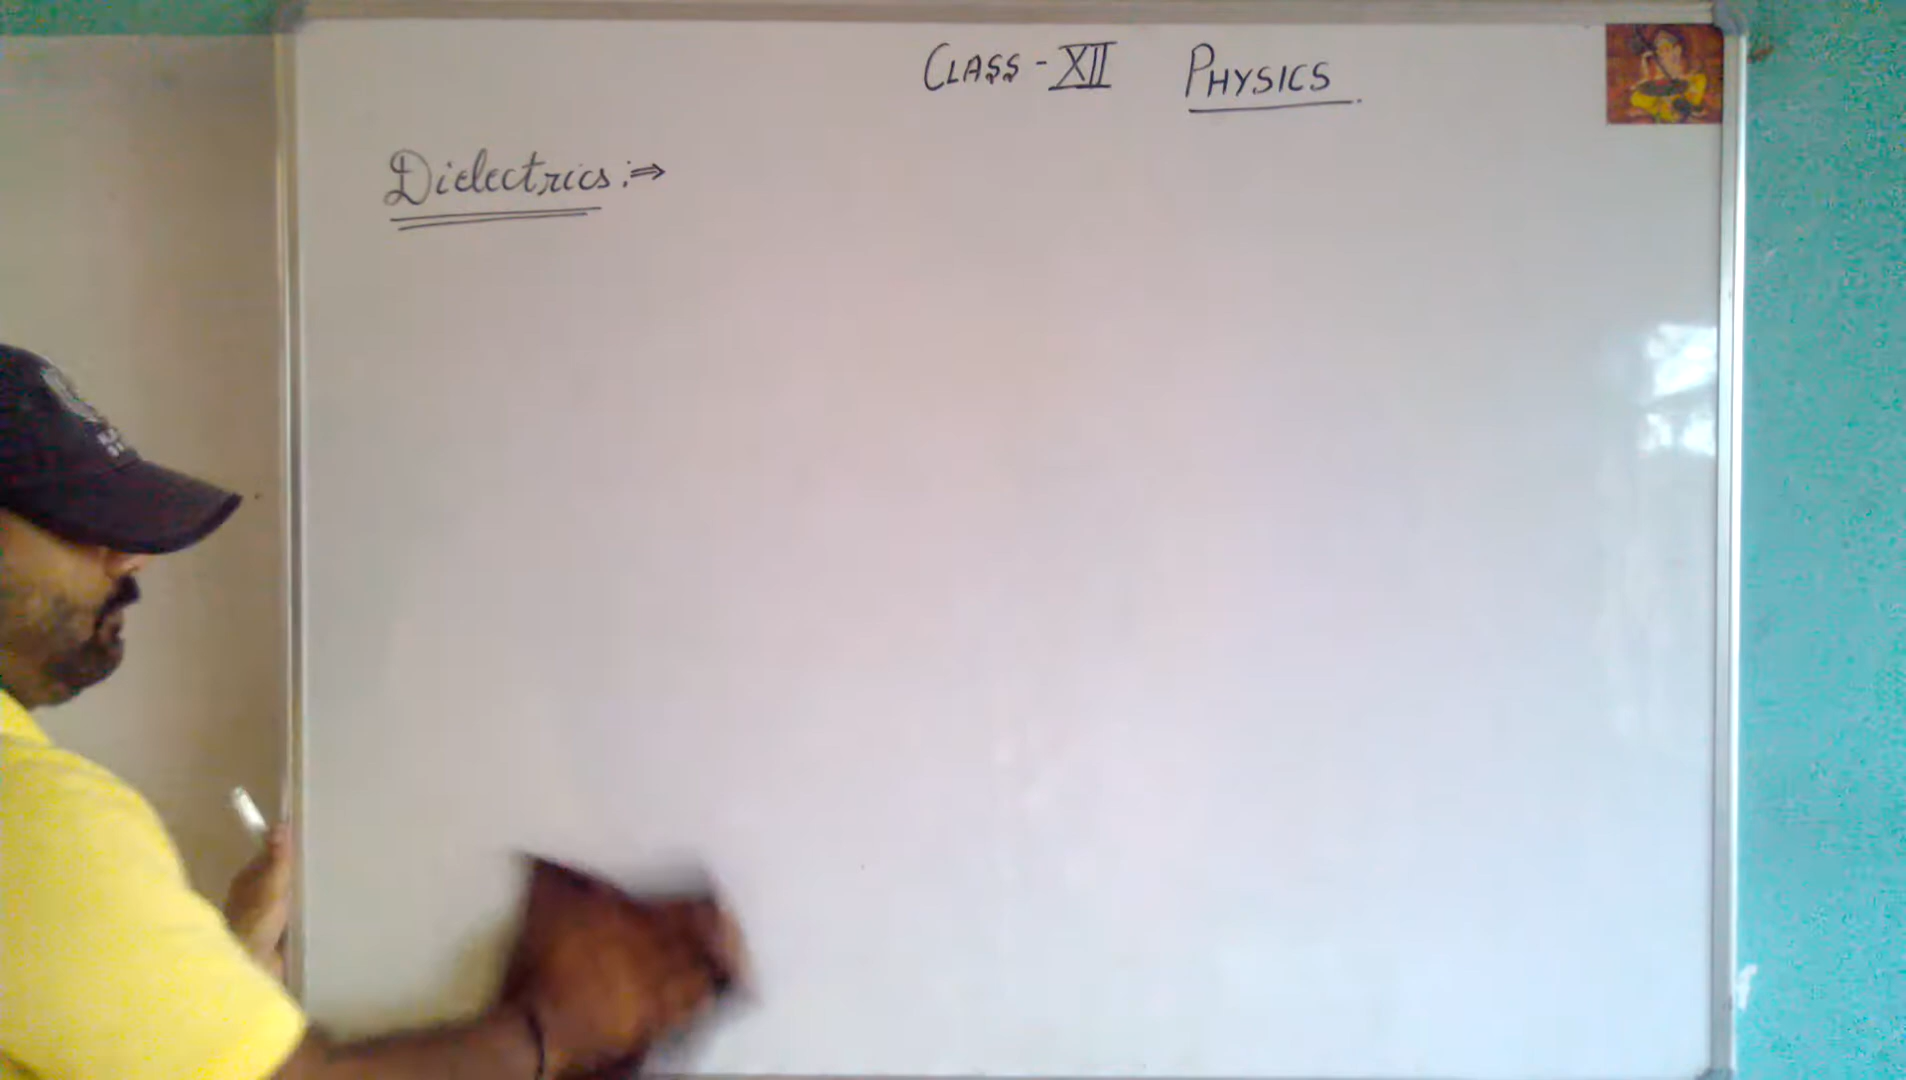 CLASS - XII PHYSICS
Dielectrics :⇒